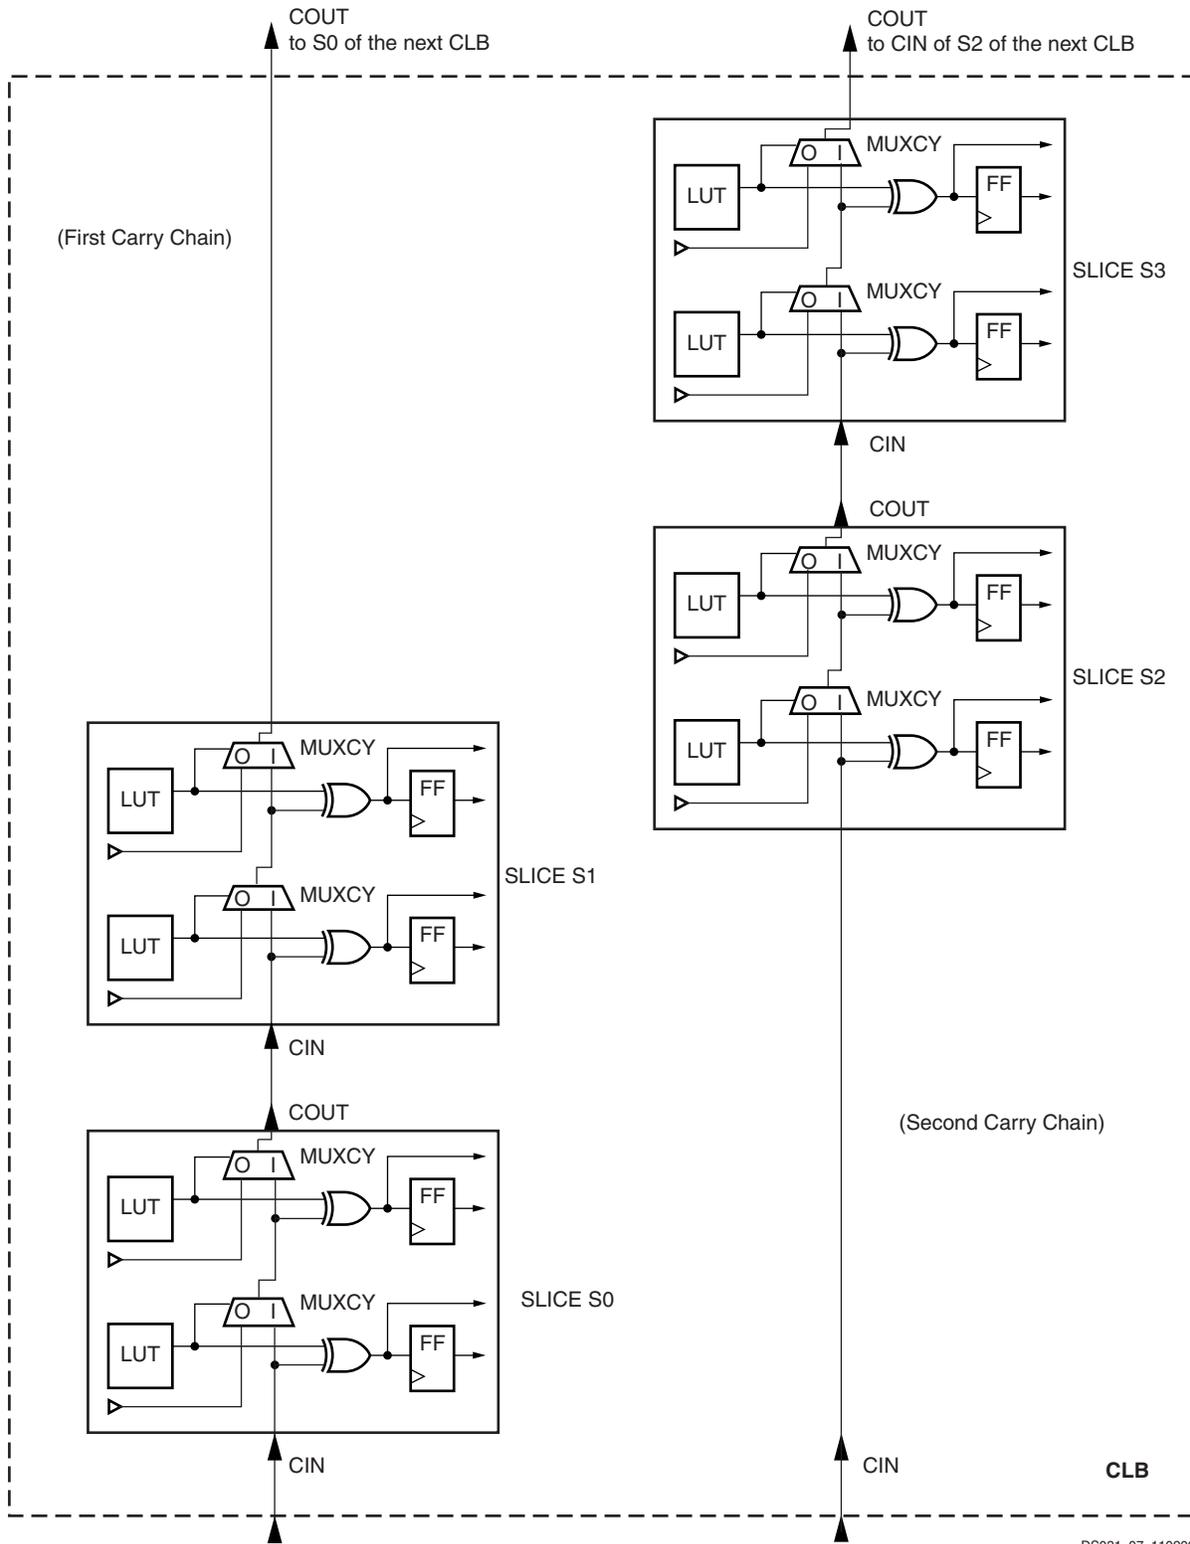 COUT
to S0 of the next CLB
COUT
to CIN of S2 of the next CLB
(First Carry Chain)
O I MUXCY
LUT
FF
SLICE S3
O I MUXCY
LUT
FF
CIN
COUT
O I MUXCY
LUT
FF
SLICE S2
O I MUXCY
LUT
FF
O I MUXCY
LUT
FF
SLICE S1
O I MUXCY
LUT
FF
CIN
COUT
(Second Carry Chain)
O I MUXCY
LUT
FF
SLICE S0
O I MUXCY
LUT
FF
CIN
CIN
CLB